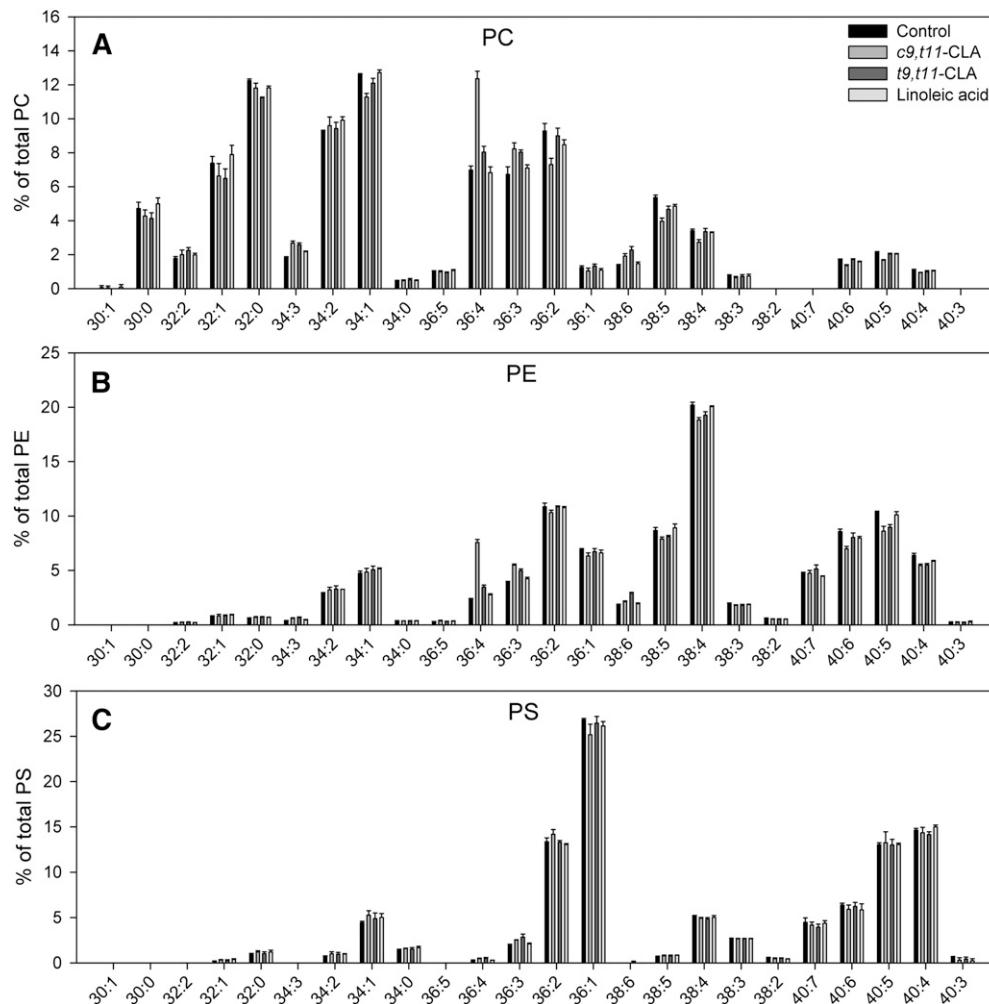 A
PC
Control
c9,t11-CLA
t9,t11-CLA
Linoleic acid
% of total PC
16
14
12
10
8
6
4
2
0
30:1 30:0 32:2 32:1 32:0 34:3 34:2 34:1 34:0 36:5 36:4 36:3 36:2 36:1 38:6 38:5 38:4 38:3 38:2 40:6 40:5 40:4 40:3
B
PE
% of total PE
25
20
15
10
5
0
30:1 30:0 32:2 32:1 32:0 34:3 34:2 34:1 34:0 36:5 36:4 36:3 36:2 36:1 38:6 38:5 38:4 38:3 38:2 40:7 40:6 40:5 40:4 40:3
C
PS
% of total PS
30
25
20
15
10
5
0
30:1 30:0 32:2 32:1 32:0 34:3 34:2 34:1 34:0 36:5 36:4 36:3 36:2 36:1 38:6 38:5 38:4 38:3 38:2 40:7 40:6 40:5 40:4 40:3